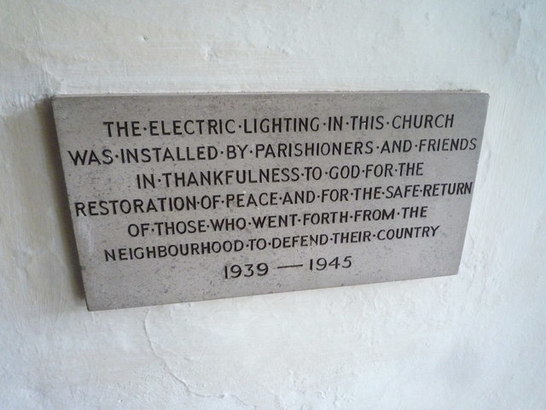 THE·ELECTRIC·LIGHTING·IN·THIS·CHURCH
WAS·INSTALLED·BY·PARISHIONERS·AND·FRIENDS
IN·THANKFULNESS·TO·GOD·FOR·THE
RESTORATION·OF·PEACE·AND·FOR·THE·SAFE·RETURN
OF·THOSE·WHO·WENT·FORTH·FROM·THE
NEIGHBOURHOOD·TO·DEFEND·THEIR·COUNTRY
1939 — 1945